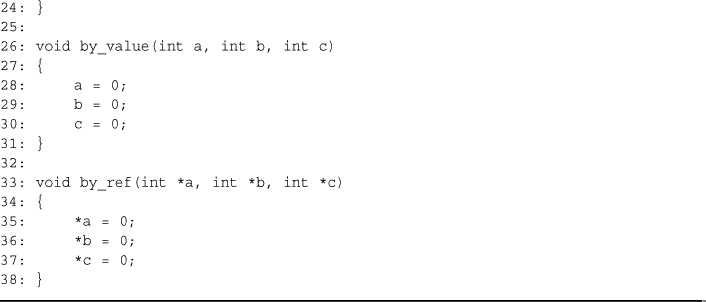 24: }
25:
26: void by_value(int a, int b, int c)
27: {
28:     a = 0;
29:     b = 0;
30:     c = 0;
31: }
32:
33: void by_ref(int *a, int *b, int *c)
34: {
35:     *a = 0;
36:     *b = 0;
37:     *c = 0;
38: }